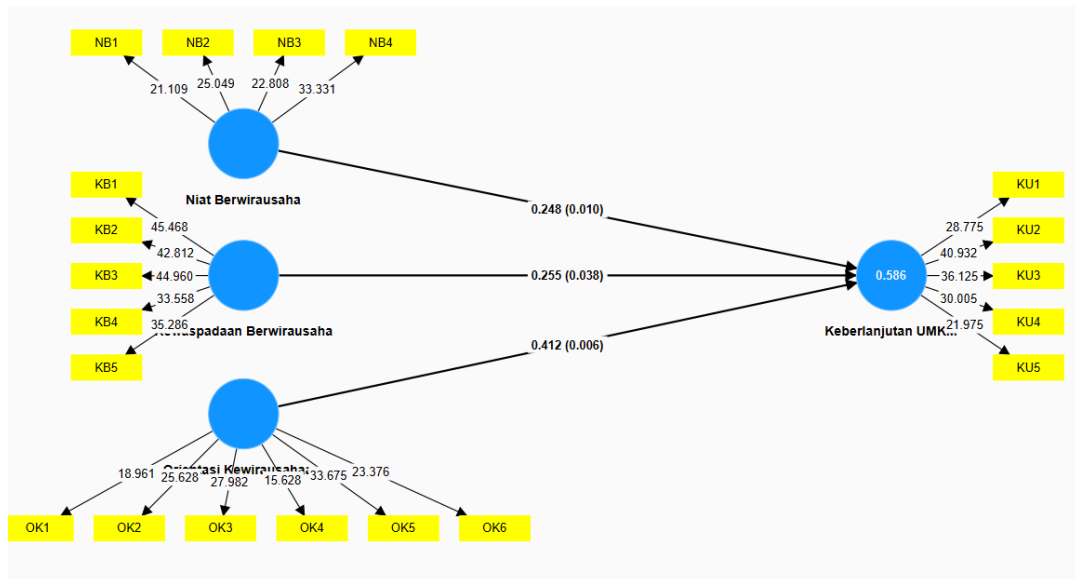 NB1 NB2 NB3 NB4
21.109 25.049 22.808 33.331
Niat Berwirausaha
KB1
KB2
KB3
KB4
KB5
45.468
42.812
44.960
33.558
35.286
Berwirausaha
0.248 (0.010)
0.255 (0.038)
0.412 (0.006)
0.586
Keberlanjutan UMK...
KU1
KU2
KU3
KU4
KU5
28.775
40.932
36.125
30.005
21.975
18.961 25.628 27.982 15.628 33.675 23.376
OK1 OK2 OK3 OK4 OK5 OK6